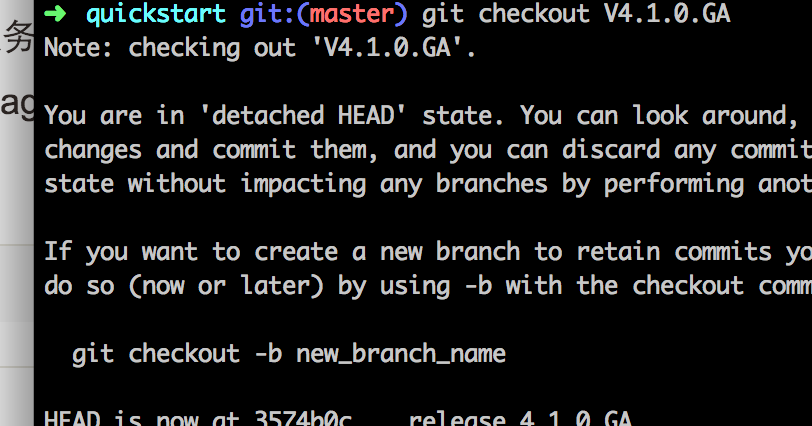 ➜ quickstart git:(master) git checkout V4.1.0.GA
务
Note: checking out 'V4.1.0.GA'.
ag
You are in 'detached HEAD' state. You can look around,
changes and commit them, and you can discard any commit
state without impacting any branches by performing anot
If you want to create a new branch to retain commits yo
do so (now or later) by using -b with the checkout comm
git checkout -b new_branch_name
HEAD is now at 3574b0c... release 4.1.0.GA